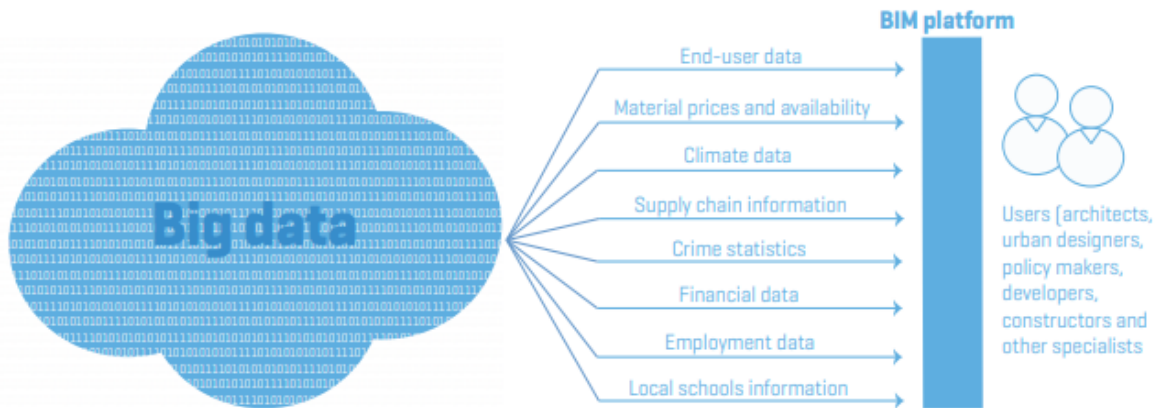 Big data
End-user data
Material prices and availability
Climate data
Supply chain information
Crime statistics
Financial data
Employment data
Local schools information
BIM platform
Users (architects,
urban designers,
policy makers,
developers,
constructors and
other specialists